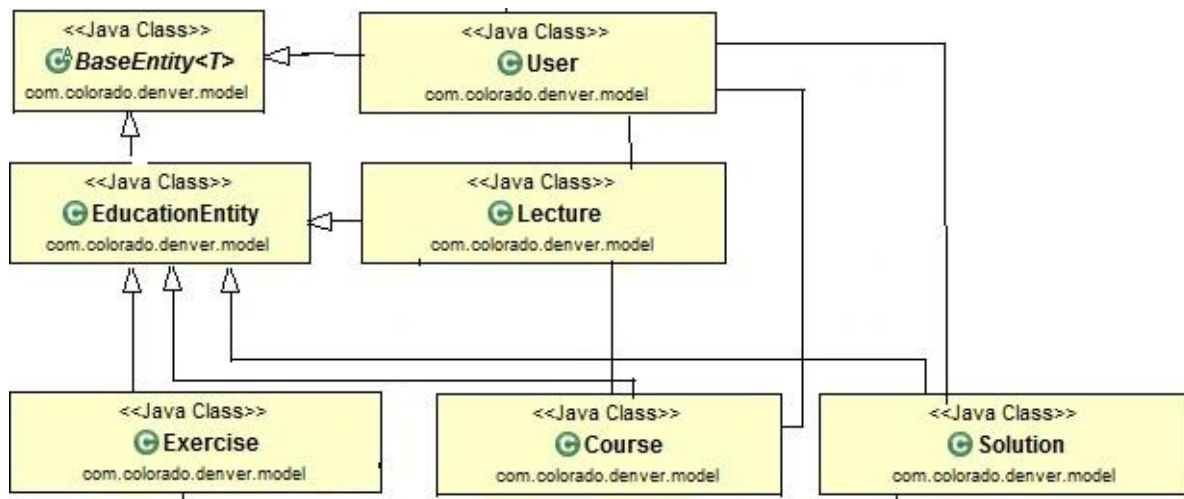 <<Java Class>>
BaseEntity<T>
com.colorado.denver.model
<<Java Class>>
User
com.colorado.denver.model
<<Java Class>>
EducationEntity
com.colorado.denver.model
<<Java Class>>
Lecture
com.colorado.denver.model
<<Java Class>>
Exercise
com.colorado.denver.model
<<Java Class>>
Course
com.colorado.denver.model
<<Java Class>>
Solution
com.colorado.denver.model